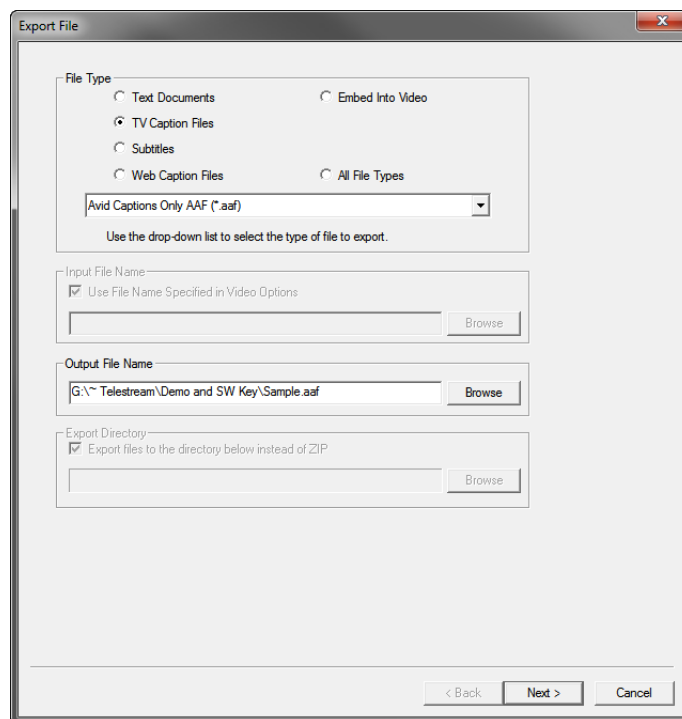 Export File
File Type
Text Documents
Embed Into Video
TV Caption Files
Subtitles
Web Caption Files
All File Types
Avid Captions Only AAF (*.aaf)
Use the drop-down list to select the type of file to export.
Input File Name
Use File Name Specified in Video Options
Browse
Output File Name
G:\~ Telestream\Demo and SW Key\Sample.aaf
Browse
Export Directory
Export files to the directory below instead of ZIP
Browse
< Back
Next >
Cancel